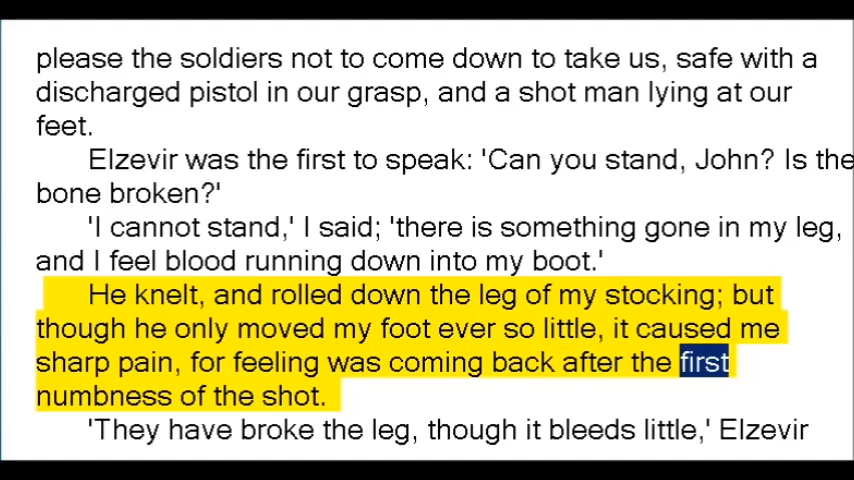 please the soldiers not to come down to take us, safe with a
discharged pistol in our grasp, and a shot man lying at our
feet.
Elzevir was the first to speak: 'Can you stand, John? Is the
bone broken?'
'I cannot stand,' I said; 'there is something gone in my leg,
and I feel blood running down into my boot.'
He knelt, and rolled down the leg of my stocking; but
though he only moved my foot ever so little, it caused me
sharp pain, for feeling was coming back after the first
numbness of the shot.
'They have broke the leg, though it bleeds little,' Elzevir